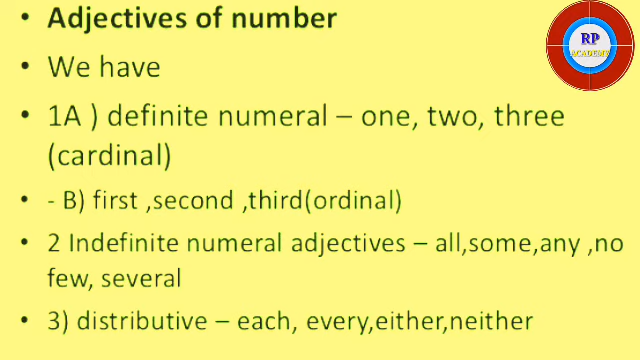 • Adjectives of number
• We have
• 1A ) definite numeral – one, two, three
(cardinal)
• - B) first ,second ,third(ordinal)
• 2 Indefinite numeral adjectives – all,some,any ,no
few, several
• 3) distributive – each, every,either,neither
RP
ACADEMY